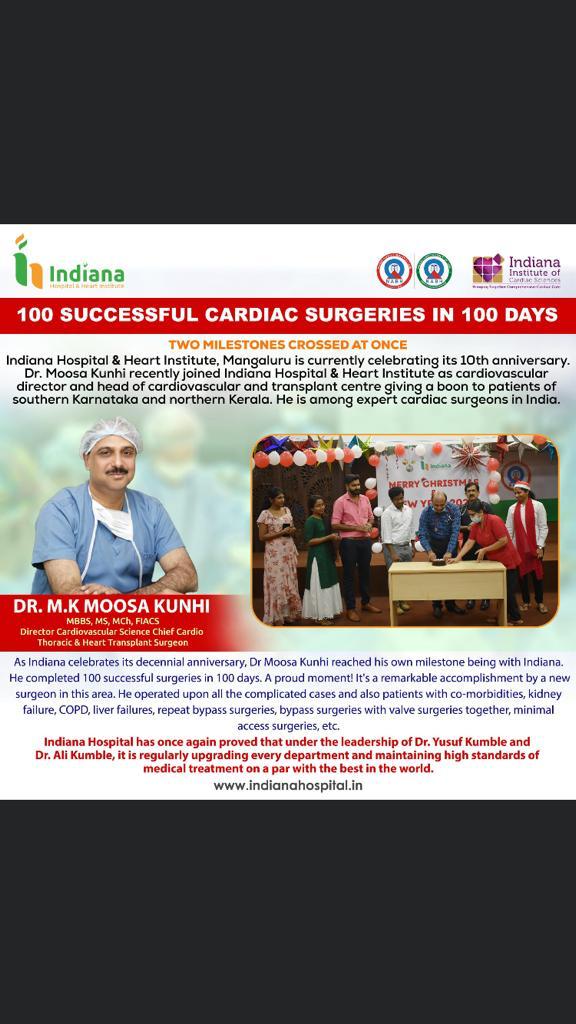 Indiana
Hospital & Heart Institute
NABH
NABH
Indiana
Institute of
Cardiac Sciences
100 SUCCESSFUL CARDIAC SURGERIES IN 100 DAYS
TWO MILESTONES CROSSED AT ONCE
Indiana Hospital & Heart Institute, Mangaluru is currently celebrating its 10th anniversary.
Dr. Moosa Kunhi recently joined Indiana Hospital & Heart Institute as cardiovascular
director and head of cardiovascular and transplant centre giving a boon to patients of
southern Karnataka and northern Kerala. He is among expert cardiac surgeons in India.
Indiana
MERRY CHRISTMAS
DR. M.K MOOSA KUNHI
MBBS, MS, MCh, FIACS
Director Cardiovascular Science Chief Cardio
Thoracic & Heart Transplant Surgeon
As Indiana celebrates its decennial anniversary, Dr Moosa Kunhi reached his own milestone being with Indiana.
He completed 100 successful surgeries in 100 days. A proud moment! It's a remarkable accomplishment by a new
surgeon in this area. He operated upon all the complicated cases and also patients with co-morbidities, kidney
failure, COPD, liver failures, repeat bypass surgeries, bypass surgeries with valve surgeries together, minimal
access surgeries, etc.
Indiana Hospital has once again proved that under the leadership of Dr. Yusuf Kumble and
Dr. Ali Kumble, it is regularly upgrading every department and maintaining high standards of
medical treatment on a par with the best in the world.
www.indianahospital.in